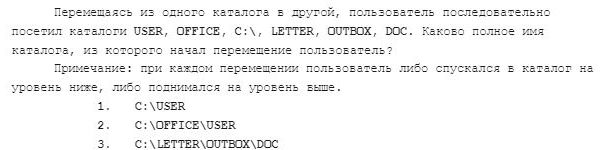 Перемещаясь из одного каталога в другой, пользователь последовательно
посетил каталоги USER, OFFICE, C:\, LETTER, OUTBOX, DOC. Каково полное имя
каталога, из которого начал перемещение пользователь?
Примечание: при каждом перемещении пользователь либо спускался в каталог на
уровень ниже, либо поднимался на уровень выше.
1. C:\USER
2. C:\OFFICE\USER
3. C:\LETTER\OUTBOX\DOC